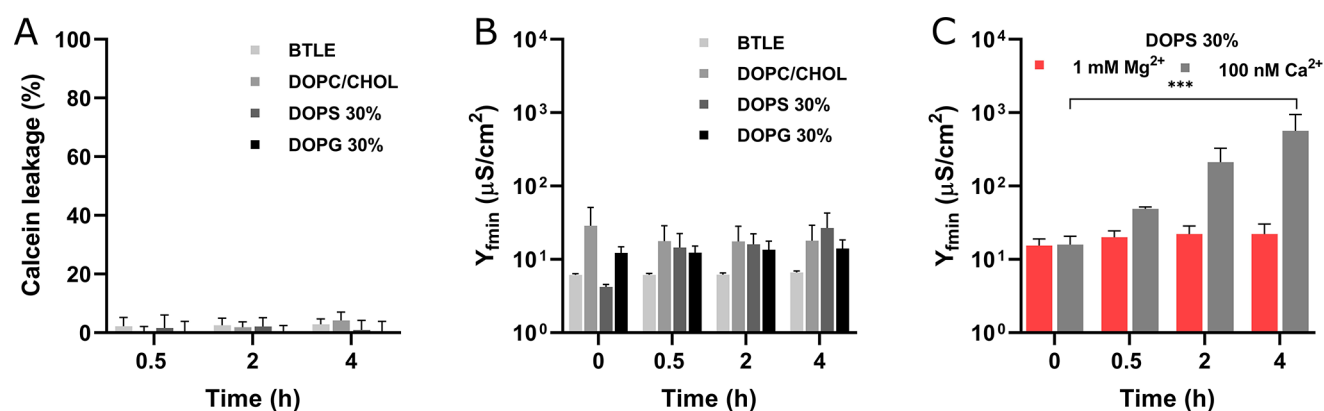 A
Calcein leakage (%)
100
80
60
40
20
0
BTLE
DOPC/CHOL
DOPS 30%
DOPG 30%
0.5 2 4
Time (h)
B
Yfmin (µS/cm²)
10⁴
10³
10²
10¹
10⁰
BTLE
DOPC/CHOL
DOPS 30%
DOPG 30%
0 0.5 2 4
Time (h)
C
Yfmin (µS/cm²)
10⁴
10³
10²
10¹
10⁰
DOPS 30%
1 mM Mg²⁺ 100 nM Ca²⁺
***
0 0.5 2 4
Time (h)